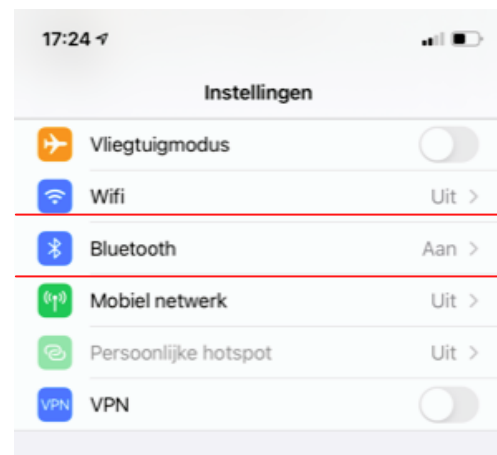 17:24
Instellingen
Vliegtuigmodus
Wifi Uit >
Bluetooth Aan >
Mobiel netwerk Uit >
Persoonlijke hotspot Uit >
VPN VPN